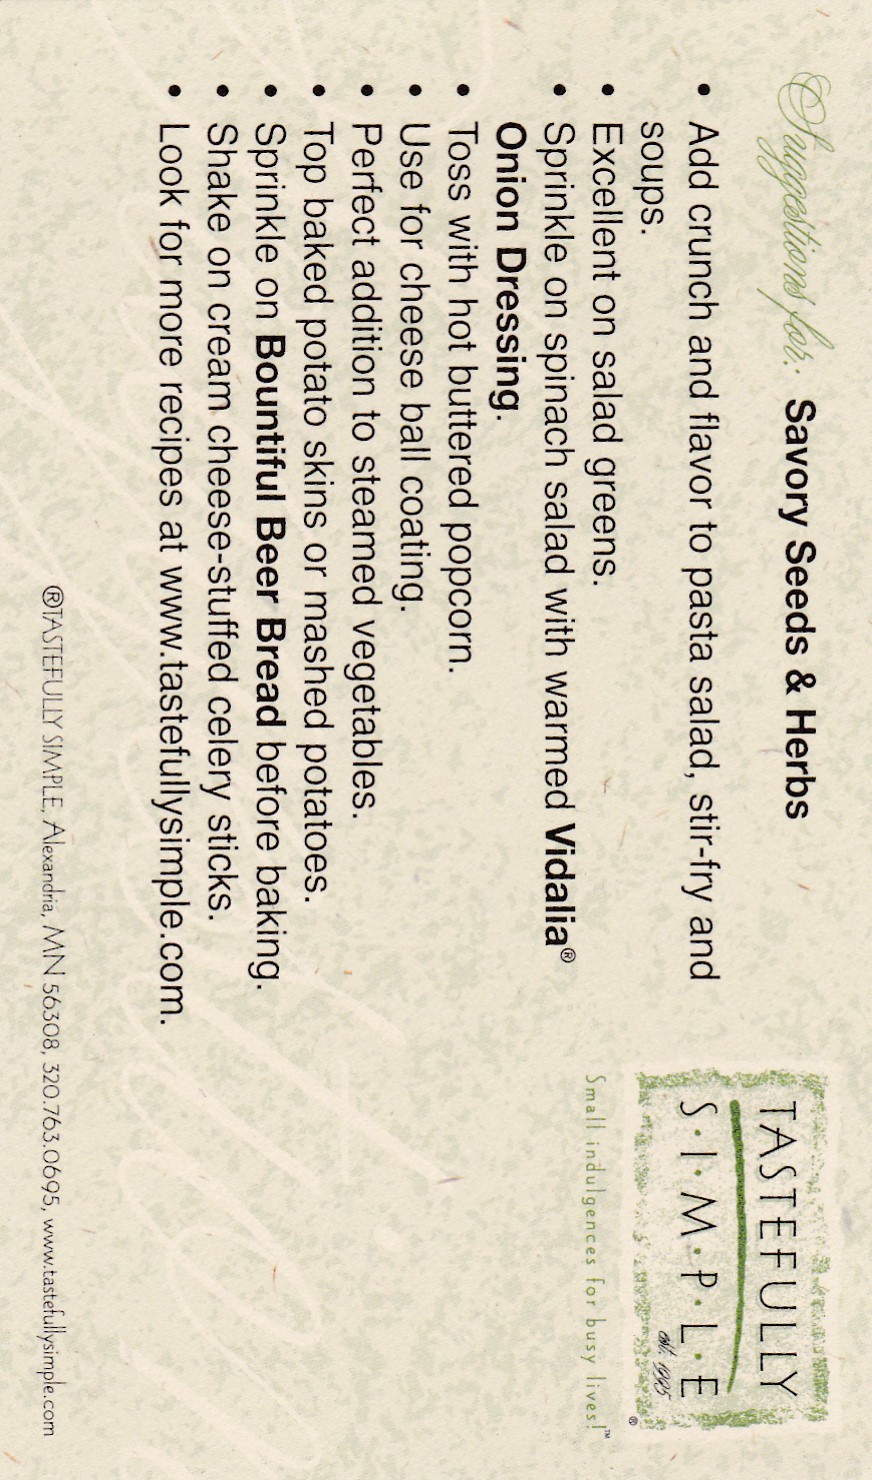 Suggestions for: Savory Seeds & Herbs
• Add crunch and flavor to pasta salad, stir-fry and
soups.
• Excellent on salad greens.
• Sprinkle on spinach salad with warmed Vidalia®
Onion Dressing.
• Toss with hot buttered popcorn.
• Use for cheese ball coating.
• Perfect addition to steamed vegetables.
• Top baked potato skins or mashed potatoes.
• Sprinkle on Bountiful Beer Bread before baking.
• Shake on cream cheese-stuffed celery sticks.
• Look for more recipes at www.tastefullysimple.com.
TASTEFULLY
S·I·M·P·L·E
est. 1995
®
Small indulgences for busy lives!™
®TASTEFULLY SIMPLE, Alexandria, MN 56308, 320.763.0695, www.tastefullysimple.com